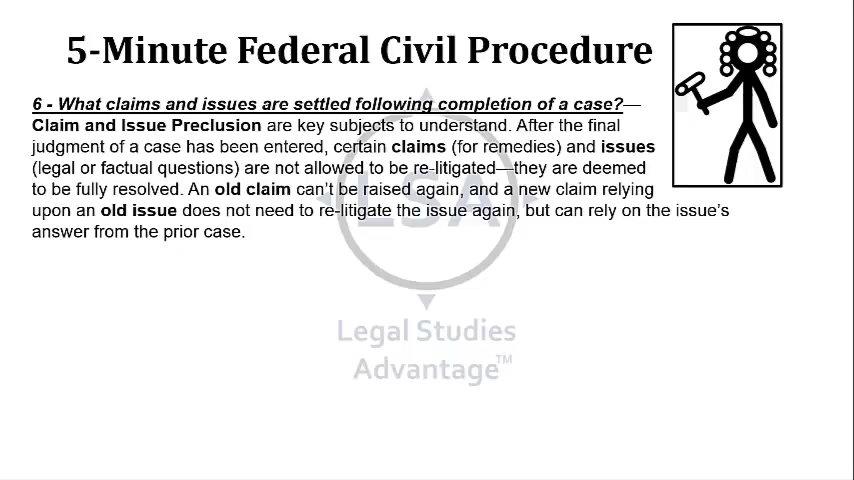 5-Minute Federal Civil Procedure
6 - What claims and issues are settled following completion of a case?—
Claim and Issue Preclusion are key subjects to understand. After the final
judgment of a case has been entered, certain claims (for remedies) and issues
(legal or factual questions) are not allowed to be re-litigated—they are deemed
to be fully resolved. An old claim can’t be raised again, and a new claim relying
upon an old issue does not need to re-litigate the issue again, but can rely on the issue’s
answer from the prior case.
LSA
Legal Studies
Advantage™